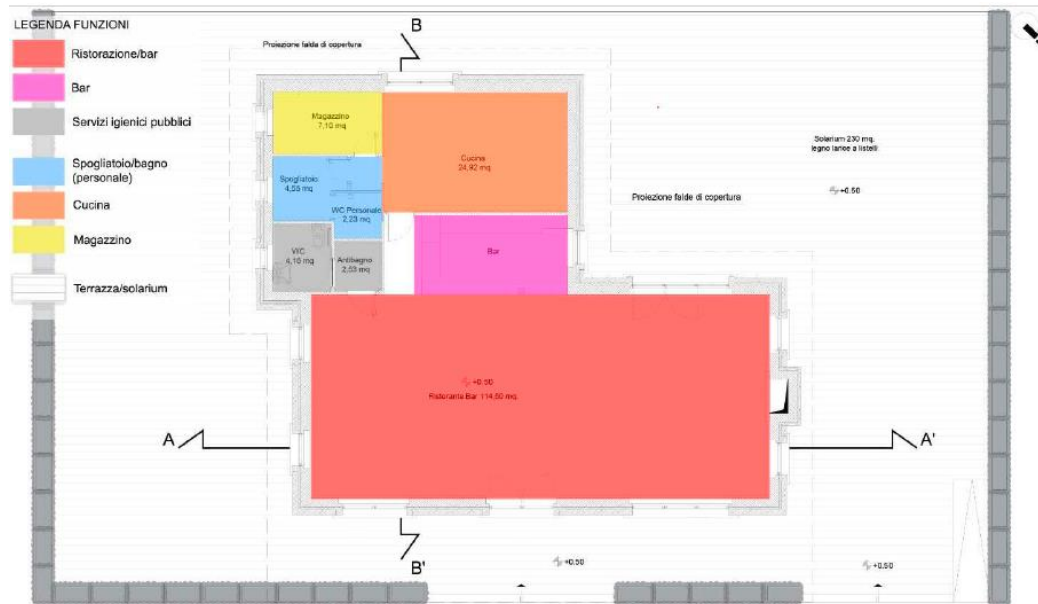 LEGENDA FUNZIONI
Ristorazione/bar
Bar
Servizi igienici pubblici
Spogliatoio/bagno
(personale)
Cucina
Magazzino
Terrazza/solarium
B
Proiezione falda di copertura
Magazzino
7,10 mq
Cucina
24,92 mq
Solarium 230 mq.
legno larice a listelli
+0.50
Proiezione falde di copertura
Spogliatoio
4,05 mq
WC Personale
2,23 mq
WC
4,10 mq
Antibagno
2,53 mq
Bar
+0.50
Ristorante Bar 114,50 mq.
A
A'
B'
+0.50
+0.50